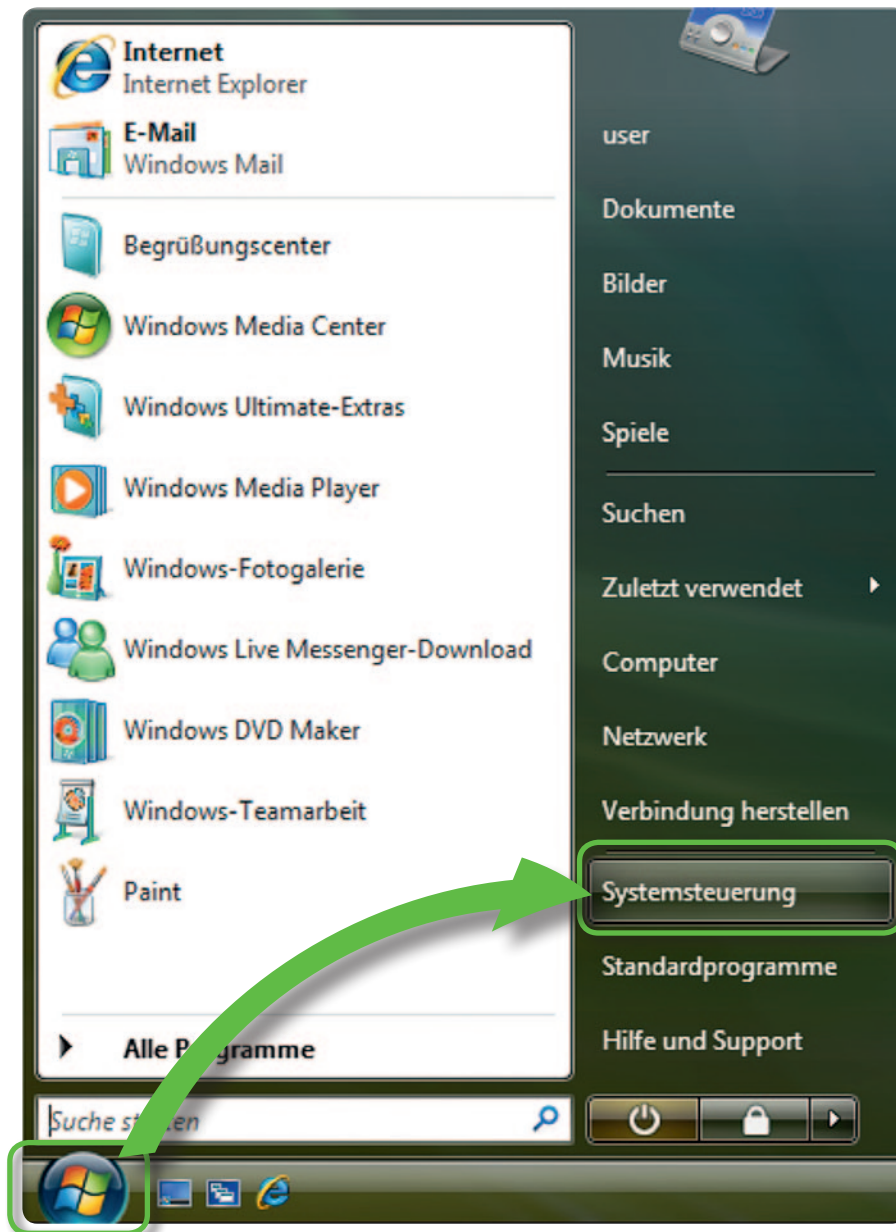 Internet
Internet Explorer
E-Mail
Windows Mail
Begrüßungscenter
Windows Media Center
Windows Ultimate-Extras
Windows Media Player
Windows-Fotogalerie
Windows Live Messenger-Download
Windows DVD Maker
Windows-Teamarbeit
Paint
Alle
Suche
user
Dokumente
Bilder
Musik
Spiele
Suchen
Zuletzt verwendet
Computer
Netzwerk
Verbindung herstellen
Systemsteuerung
Standardprogramme
Hilfe und Support